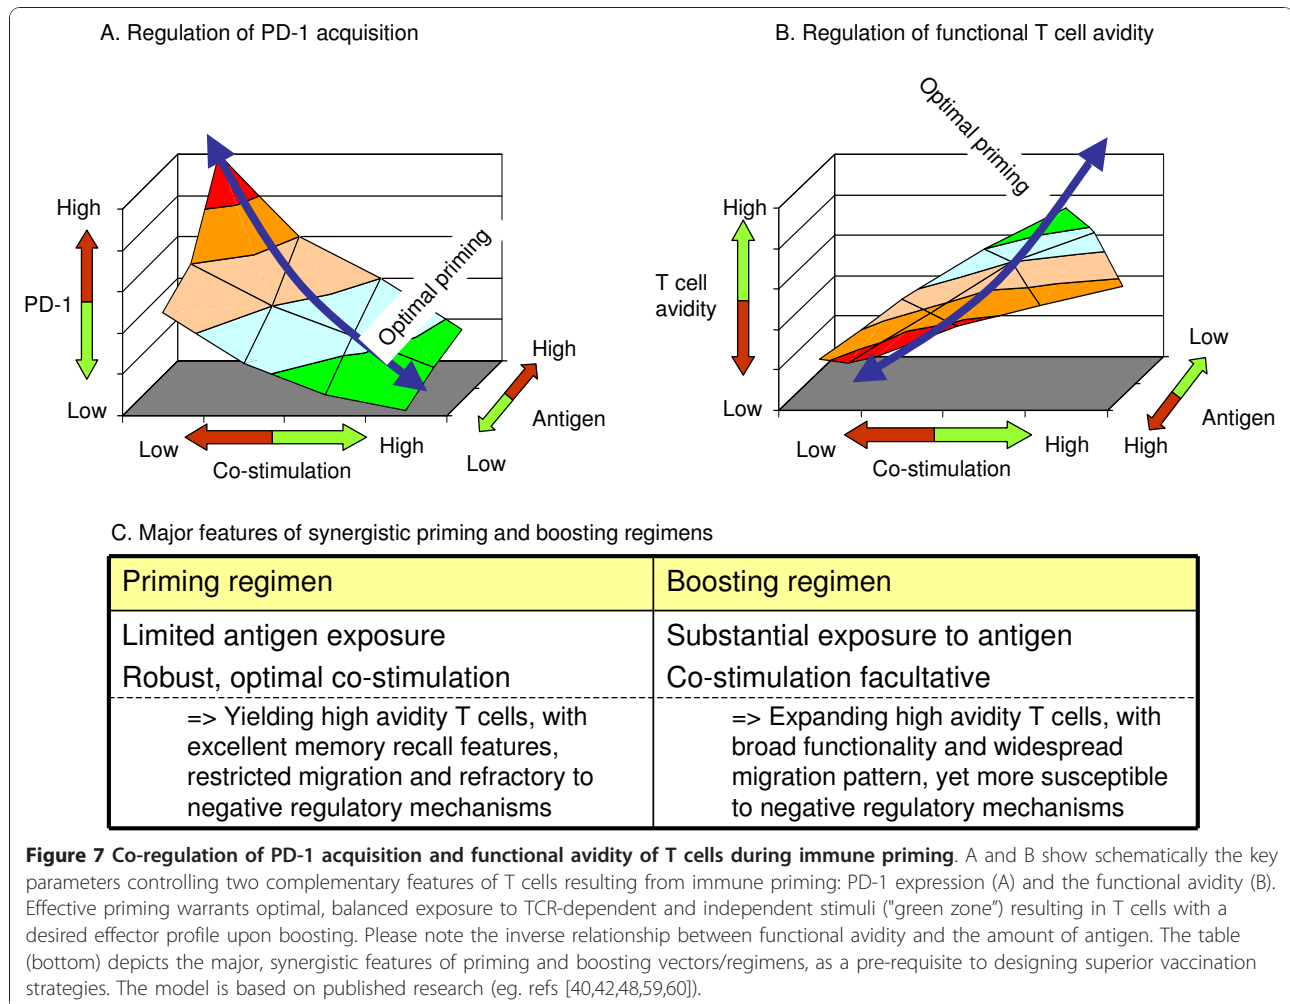 A. Regulation of PD-1 acquisition
High
PD-1
Low
Optimal priming
High
Antigen
Low
Low
High
Co-stimulation
B. Regulation of functional T cell avidity
Optimal priming
High
T cell
avidity
Low
Low
Antigen
High
Low
High
Co-stimulation
C. Major features of synergistic priming and boosting regimens
Priming regimen
Boosting regimen
Limited antigen exposure
Robust, optimal co-stimulation
Substantial exposure to antigen
Co-stimulation facultative
=> Yielding high avidity T cells, with
excellent memory recall features,
restricted migration and refractory to
negative regulatory mechanisms
=> Expanding high avidity T cells, with
broad functionality and widespread
migration pattern, yet more susceptible
to negative regulatory mechanisms
Figure 7 Co-regulation of PD-1 acquisition and functional avidity of T cells during immune priming. A and B show schematically the key
parameters controlling two complementary features of T cells resulting from immune priming: PD-1 expression (A) and the functional avidity (B).
Effective priming warrants optimal, balanced exposure to TCR-dependent and independent stimuli ("green zone") resulting in T cells with a
desired effector profile upon boosting. Please note the inverse relationship between functional avidity and the amount of antigen. The table
(bottom) depicts the major, synergistic features of priming and boosting vectors/regimens, as a pre-requisite to designing superior vaccination
strategies. The model is based on published research (eg. refs [40,42,48,59,60]).